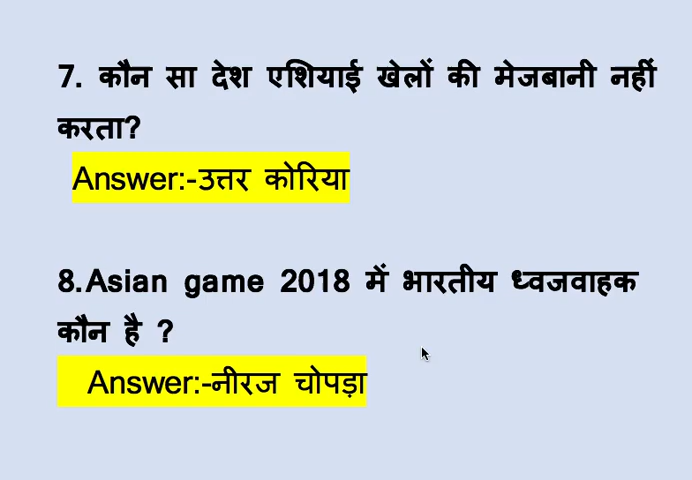 7. कौन सा देश एशियाई खेलों की मेजबानी नहीं
करता?
Answer:-उत्तर कोरिया
8.Asian game 2018 में भारतीय ध्वजवाहक
कौन है ?
Answer:-नीरज चोपड़ा